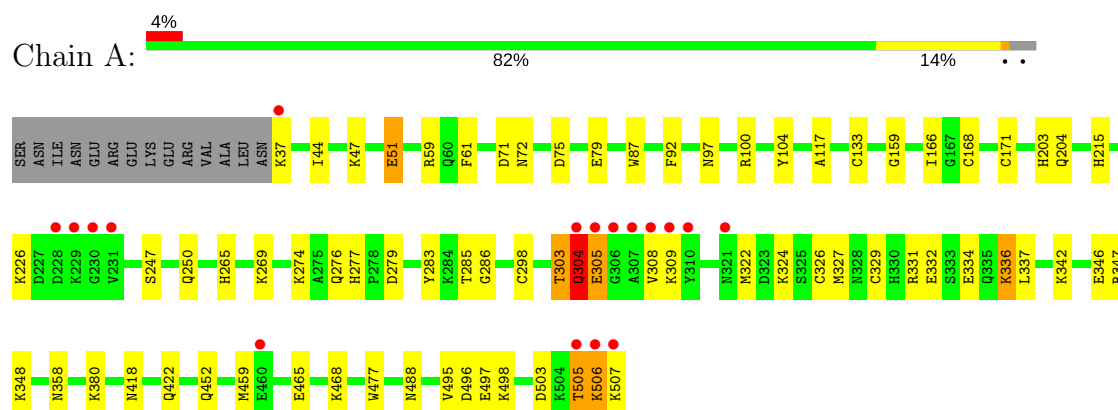 4%
Chain A:
82% 14% • •
SER ASN ILE ASN GLU ARG GLU LYS GLU ARG VAL ALA LEU ASN K37 I44 K47 E51 R59 Q60 F61 D71 N72 D75 E79 W87 F92 N97 R100 Y104 A117 C133 G159 I166 G167 C168 C171 H203 Q204 H215
K226 D227 D228 K229 G230 V231 S247 Q250 H265 K269 K274 A275 Q276 H277 P278 D279 Y283 K284 T285 G286 C298 T303 Q304 E305 G306 A307 V308 K309 Y310 N321 M322 D323 K324 S325 C326 M327 N328 C329 H330 R331 E332 S333 E334 Q335 K336 L337 K342 E346 R347
K348 N358 K380 N418 Q422 Q452 M459 E460 E465 K468 W477 N488 V495 D496 E497 K498 D503 K504 T505 K506 K507